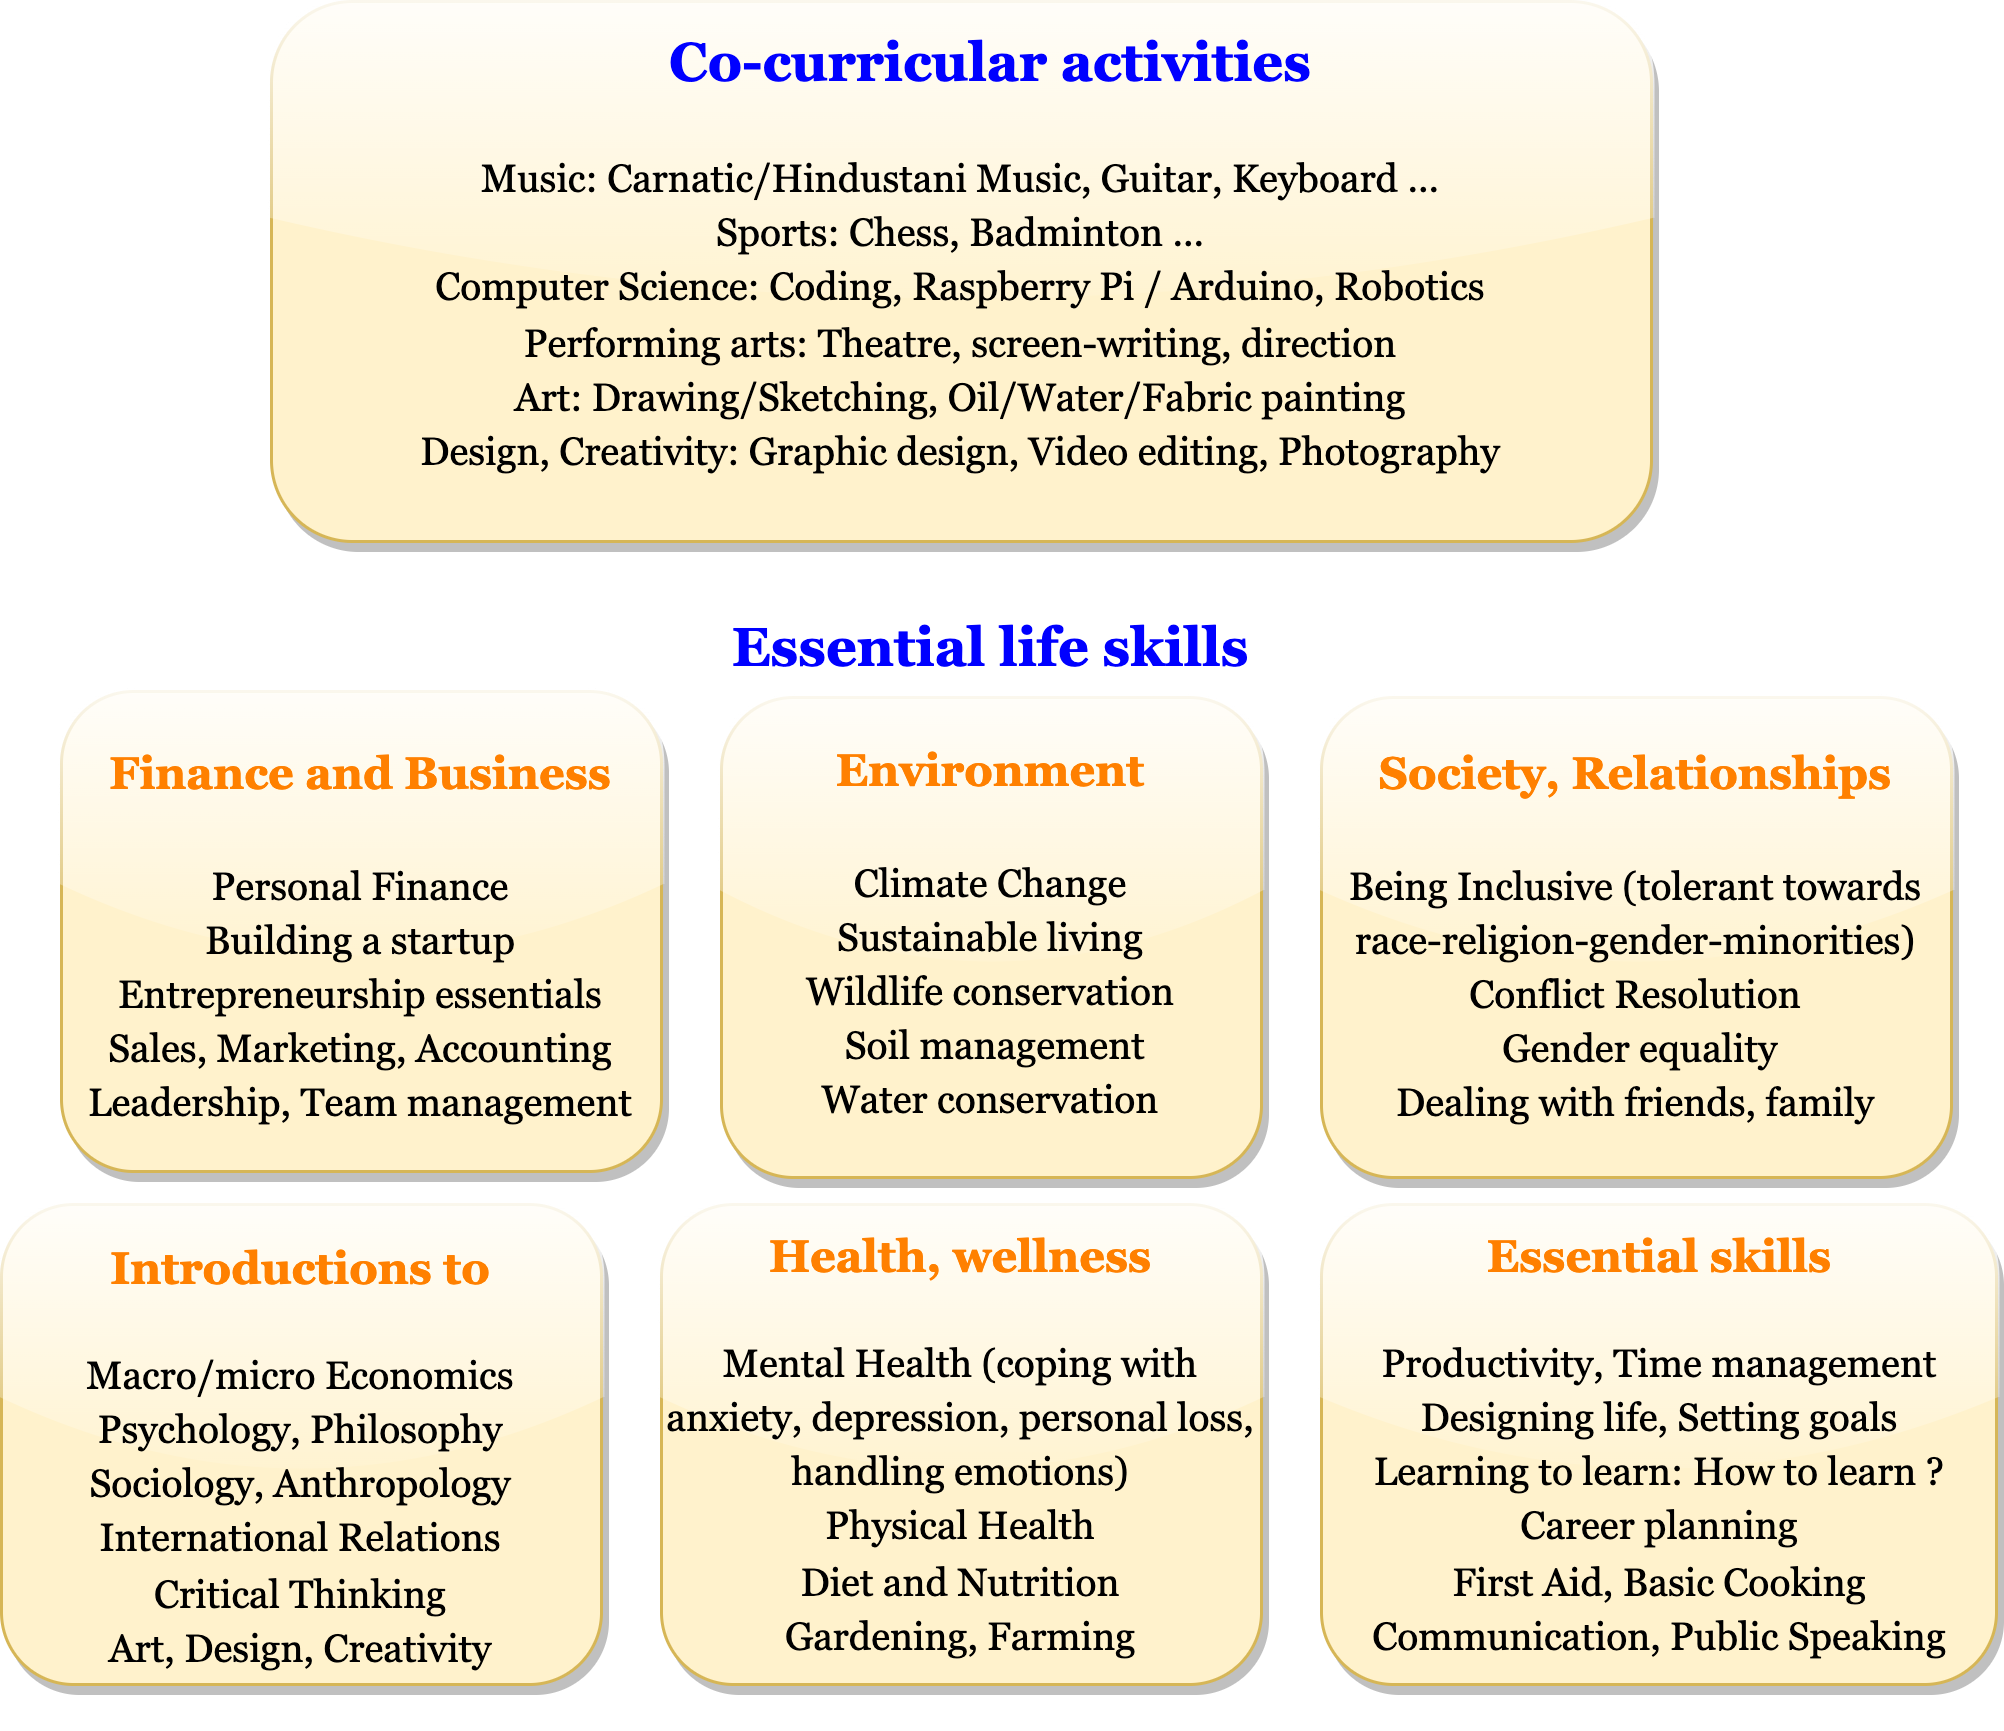 Co-curricular activities
Music: Carnatic/Hindustani Music, Guitar, Keyboard ...
Sports: Chess, Badminton ...
Computer Science: Coding, Raspberry Pi / Arduino, Robotics
Performing arts: Theatre, screen-writing, direction
Art: Drawing/Sketching, Oil/Water/Fabric painting
Design, Creativity: Graphic design, Video editing, Photography
Essential life skills
Finance and Business
Personal Finance
Building a startup
Entrepreneurship essentials
Sales, Marketing, Accounting
Leadership, Team management
Environment
Climate Change
Sustainable living
Wildlife conservation
Soil management
Water conservation
Society, Relationships
Being Inclusive (tolerant towards
race-religion-gender-minorities)
Conflict Resolution
Gender equality
Dealing with friends, family
Introductions to
Macro/micro Economics
Psychology, Philosophy
Sociology, Anthropology
International Relations
Critical Thinking
Art, Design, Creativity
Health, wellness
Mental Health (coping with
anxiety, depression, personal loss,
handling emotions)
Physical Health
Diet and Nutrition
Gardening, Farming
Essential skills
Productivity, Time management
Designing life, Setting goals
Learning to learn: How to learn ?
Career planning
First Aid, Basic Cooking
Communication, Public Speaking